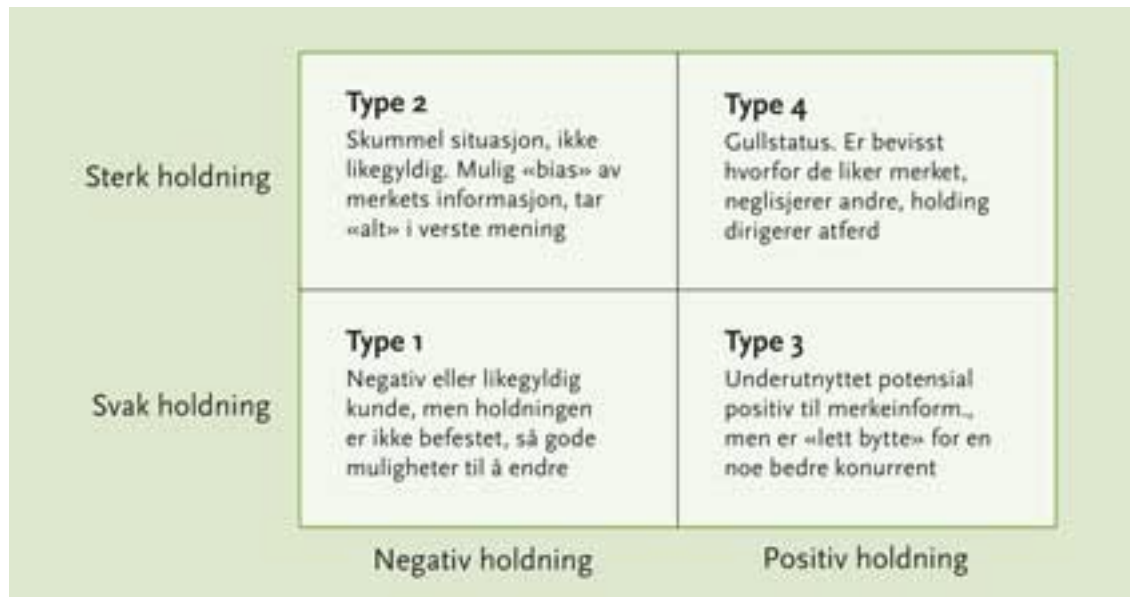 Sterk holdning
Type 2
Skummel situasjon, ikke
likegyldig. Mulig «bias» av
merkets informasjon, tar
«alt» i verste mening
Type 4
Gullstatus. Er bevisst
hvorfor de liker merket,
neglisjerer andre, holding
dirigerer atferd
Svak holdning
Type 1
Negativ eller likegyldig
kunde, men holdningen
er ikke befestet, så gode
muligheter til å endre
Type 3
Underutnyttet potensial
positiv til merkeinform.,
men er «lett bytte» for en
noe bedre konurrent
Negativ holdning
Positiv holdning